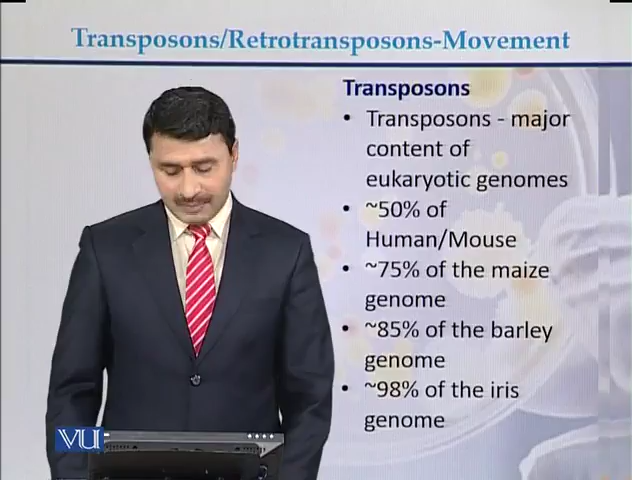 Transposons/Retrotransposons-Movement
Transposons
• Transposons - major
content of
eukaryotic genomes
• ~50% of
Human/Mouse
• ~75% of the maize
genome
• ~85% of the barley
genome
• ~98% of the iris
genome
VU